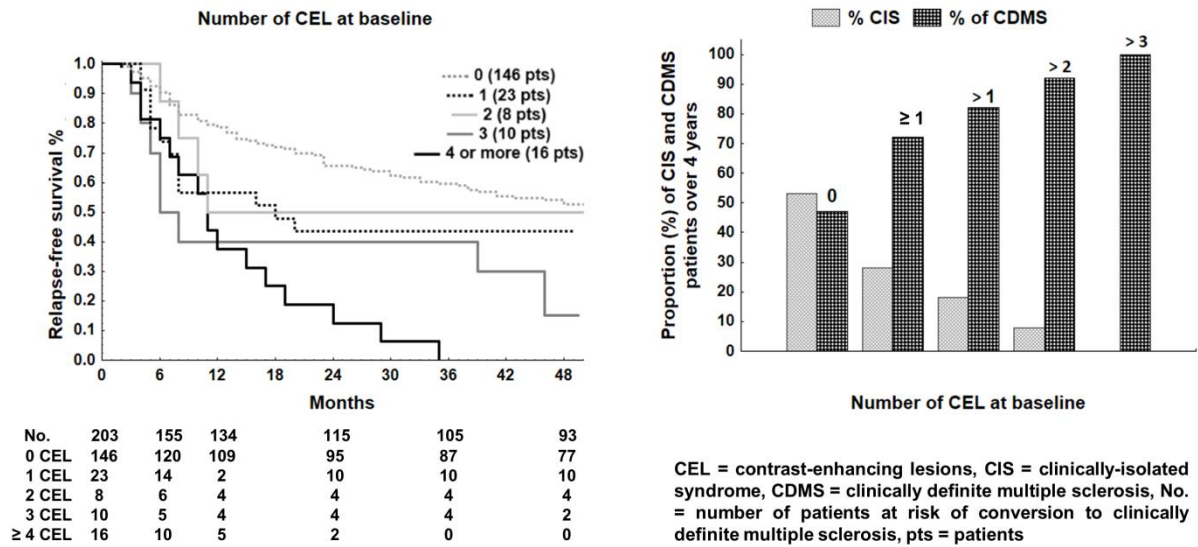 Number of CEL at baseline
Relapse-free survival %
1.0
0.9
0.8
0.7
0.6
0.5
0.4
0.3
0.2
0.1
0.0
0 (146 pts)
1 (23 pts)
2 (8 pts)
3 (10 pts)
4 or more (16 pts)
0 6 12 18 24 30 36 42 48
Months
No. 203 155 134 115 105 93
0 CEL 146 120 109 95 87 77
1 CEL 23 14 2 10 10 10
2 CEL 8 6 4 4 4 4
3 CEL 10 5 4 4 4 2
≥ 4 CEL 16 10 5 2 0 0
% CIS % of CDMS
Proportion (%) of CIS and CDMS
patients over 4 years
100
90
80
70
60
50
40
30
20
10
0
0
≥ 1
> 1
> 2
> 3
Number of CEL at baseline
CEL = contrast-enhancing lesions, CIS = clinically-isolated
syndrome, CDMS = clinically definite multiple sclerosis, No.
= number of patients at risk of conversion to clinically
definite multiple sclerosis, pts = patients